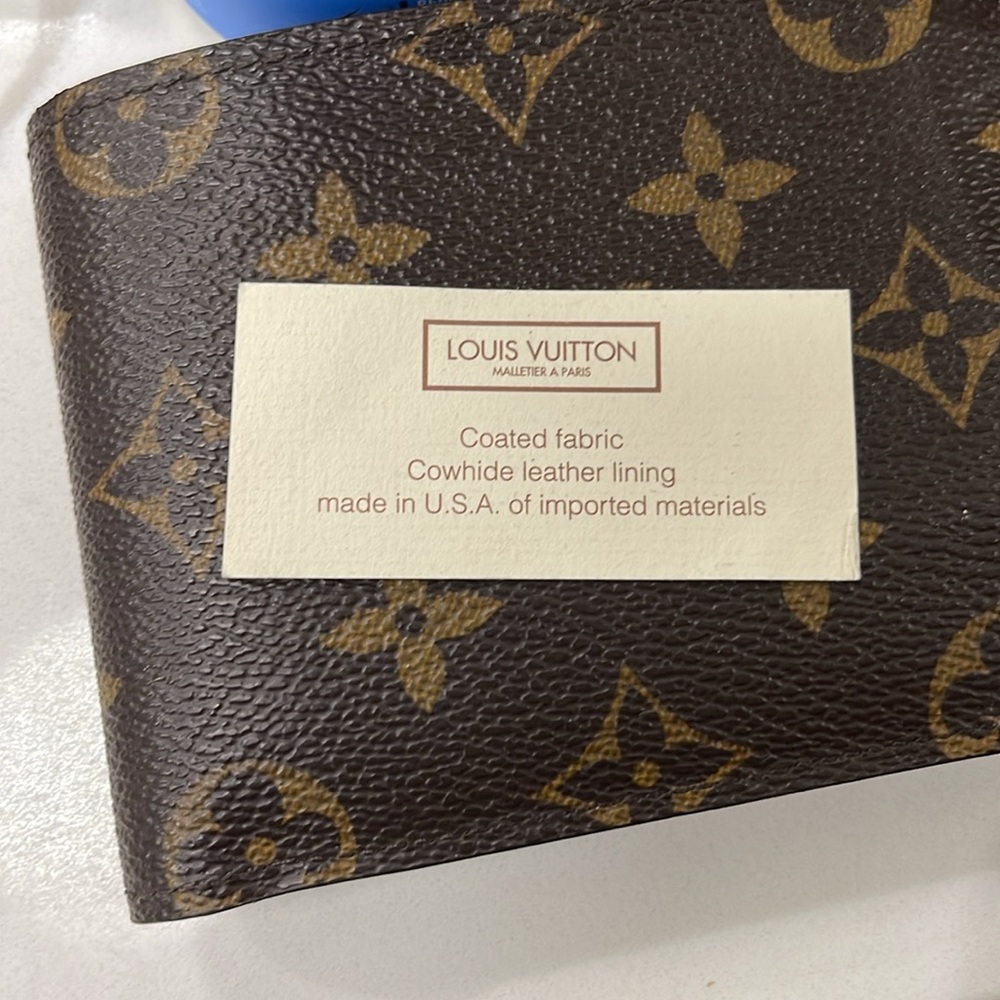 LOUIS VUITTON
MALLETIER A PARIS
Coated fabric
Cowhide leather lining
made in U.S.A. of imported materials